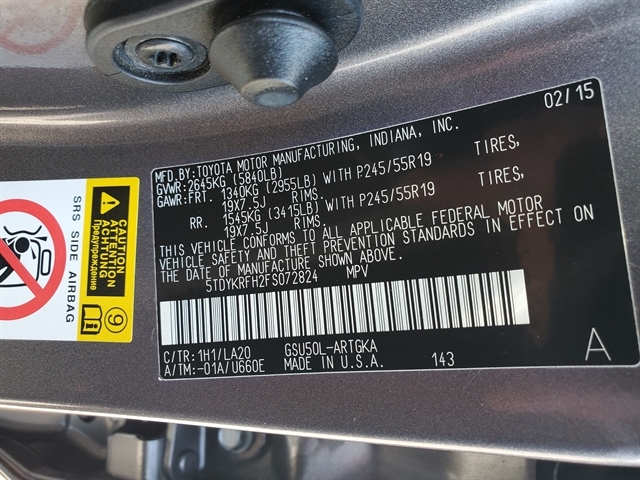 02/15
MFD.BY:TOYOTA MOTOR MANUFACTURING, INDIANA, INC.
GVWR:2645KG (5840LB)
GAWR:FRT. 1340KG (2955LB) WITH P245/55R19 TIRES,
19X7.5J RIMS.
RR. 1545KG (3415LB) WITH P245/55R19 TIRES,
19X7.5J RIMS.
THIS VEHICLE CONFORMS TO ALL APPLICABLE FEDERAL MOTOR
VEHICLE SAFETY AND THEFT PREVENTION STANDARDS IN EFFECT ON
THE DATE OF MANUFACTURE SHOWN ABOVE.
5TDYKRFH2FS072824 MPV
C/TR:1H1/LA20 GSU50L-ARTGKA
A/TM:-01A/U660E MADE IN U.S.A. 143 A
SRS SIDE AIRBAG
CAUTION
ATTENTION
ACHTUNG
Предупреждение
9